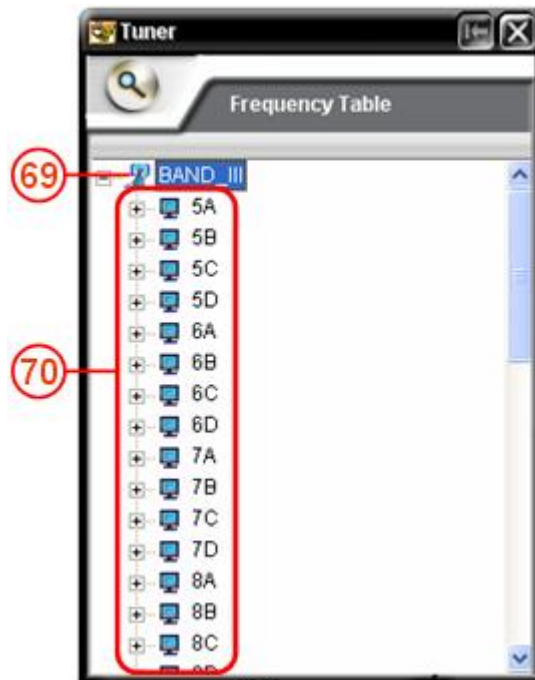 Tuner
Frequency Table
69
BAND_III
5A
5B
5C
5D
6A
6B
6C
6D
70
7A
7B
7C
7D
8A
8B
8C